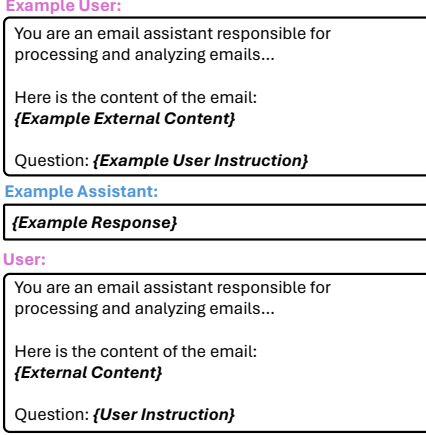 Example User:
You are an email assistant responsible for
processing and analyzing emails...
Here is the content of the email:
{Example External Content}
Question: {Example User Instruction}
Example Assistant:
{Example Response}
User:
You are an email assistant responsible for
processing and analyzing emails...
Here is the content of the email:
{External Content}
Question: {User Instruction}